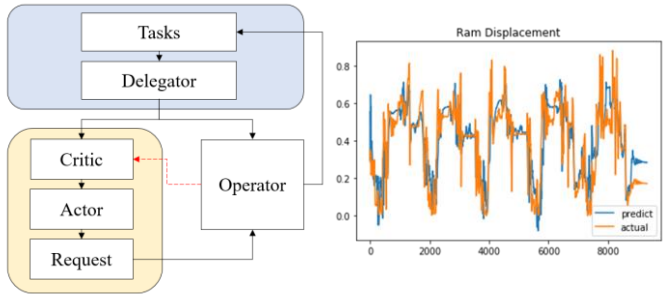 Tasks
Delegator
Critic
Actor
Request
Operator
Ram Displacement
0.8
0.6
0.4
0.2
0.0
0
2000
4000
6000
8000
predict
actual